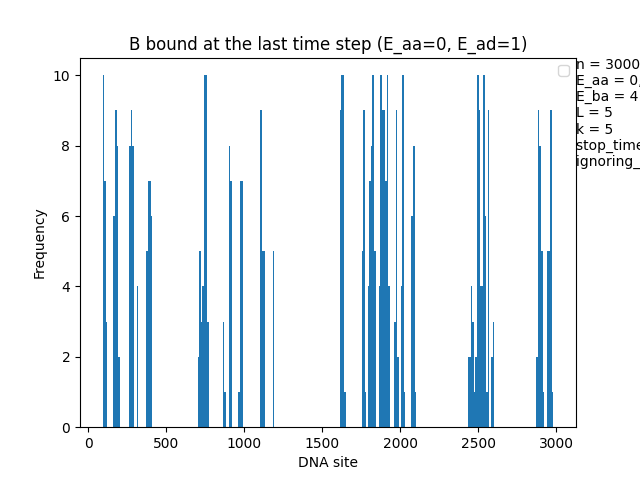 B bound at the last time step (E_aa=0, E_ad=1)
n = 3000
E_aa = 0,
E_ba = 4
L = 5
k = 5
stop_time
ignoring_
10
8
6
4
2
0
Frequency
0 500 1000 1500 2000 2500 3000
DNA site